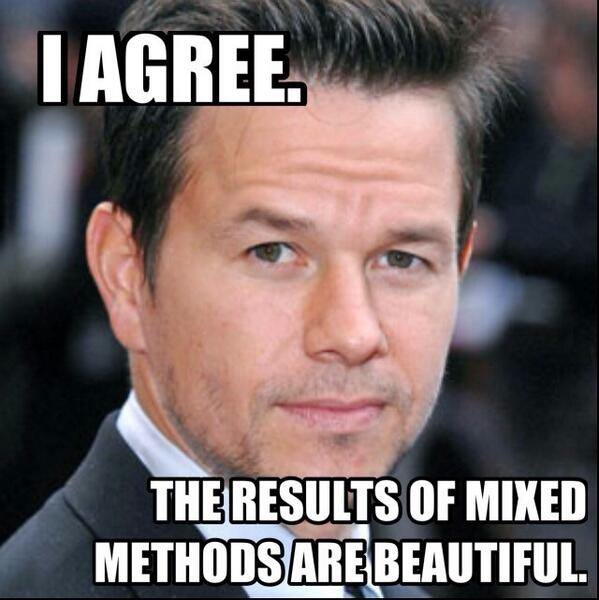 I AGREE.
THE RESULTS OF MIXED
METHODS ARE BEAUTIFUL.